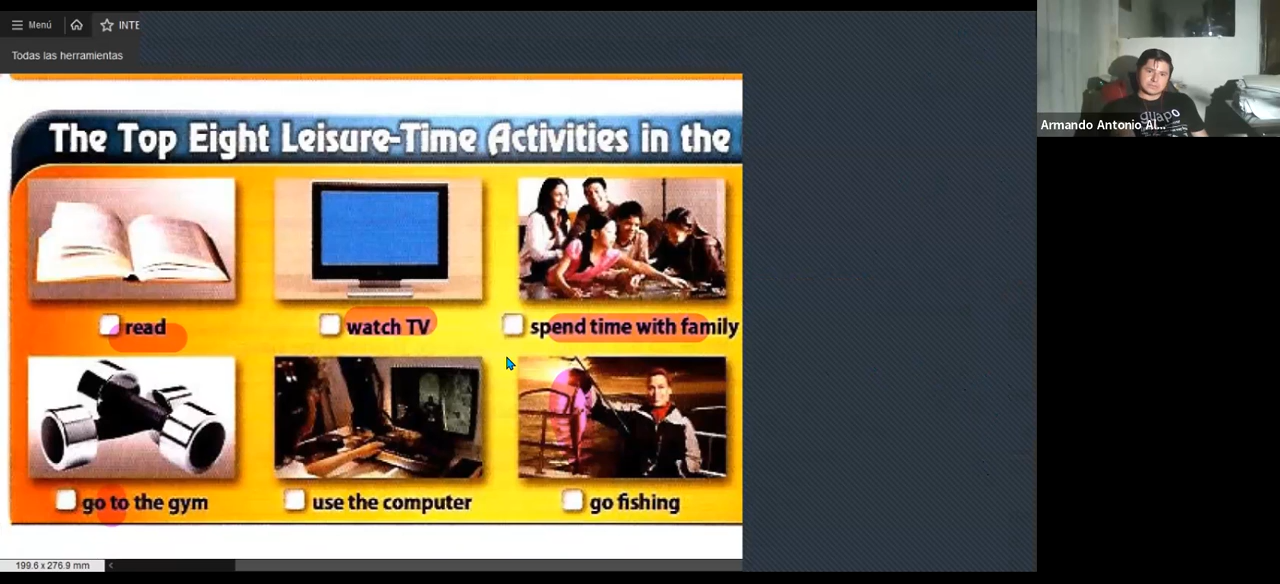 Menú
INTE
Todas las herramientas
The Top Eight Leisure-Time Activities in the
read
watch TV
spend time with family
go to the gym
use the computer
go fishing
199.6 x 276.9 mm
guapo
Armando Antonio Al...